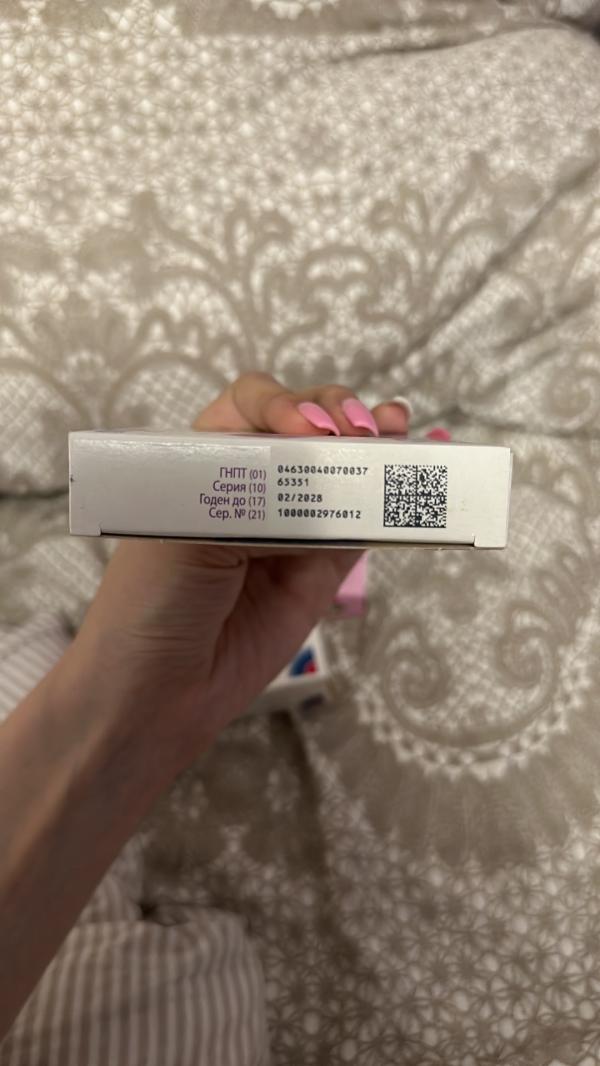 ГНПТ (01) 04630040070037
Серия (10) 65351
Годен до (17) 02/2028
Сер. № (21) 1000002976012